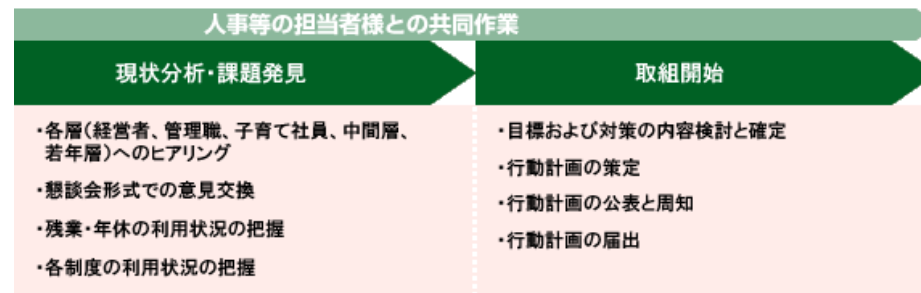 人事等の担当者様との共同作業
現状分析・課題発見
・各層（経営者、管理職、子育て社員、中間層、
若年層）へのヒアリング
・懇談会形式での意見交換
・残業・年休の利用状況の把握
・各制度の利用状況の把握
取組開始
・目標および対策の内容検討と確定
・行動計画の策定
・行動計画の公表と周知
・行動計画の届出